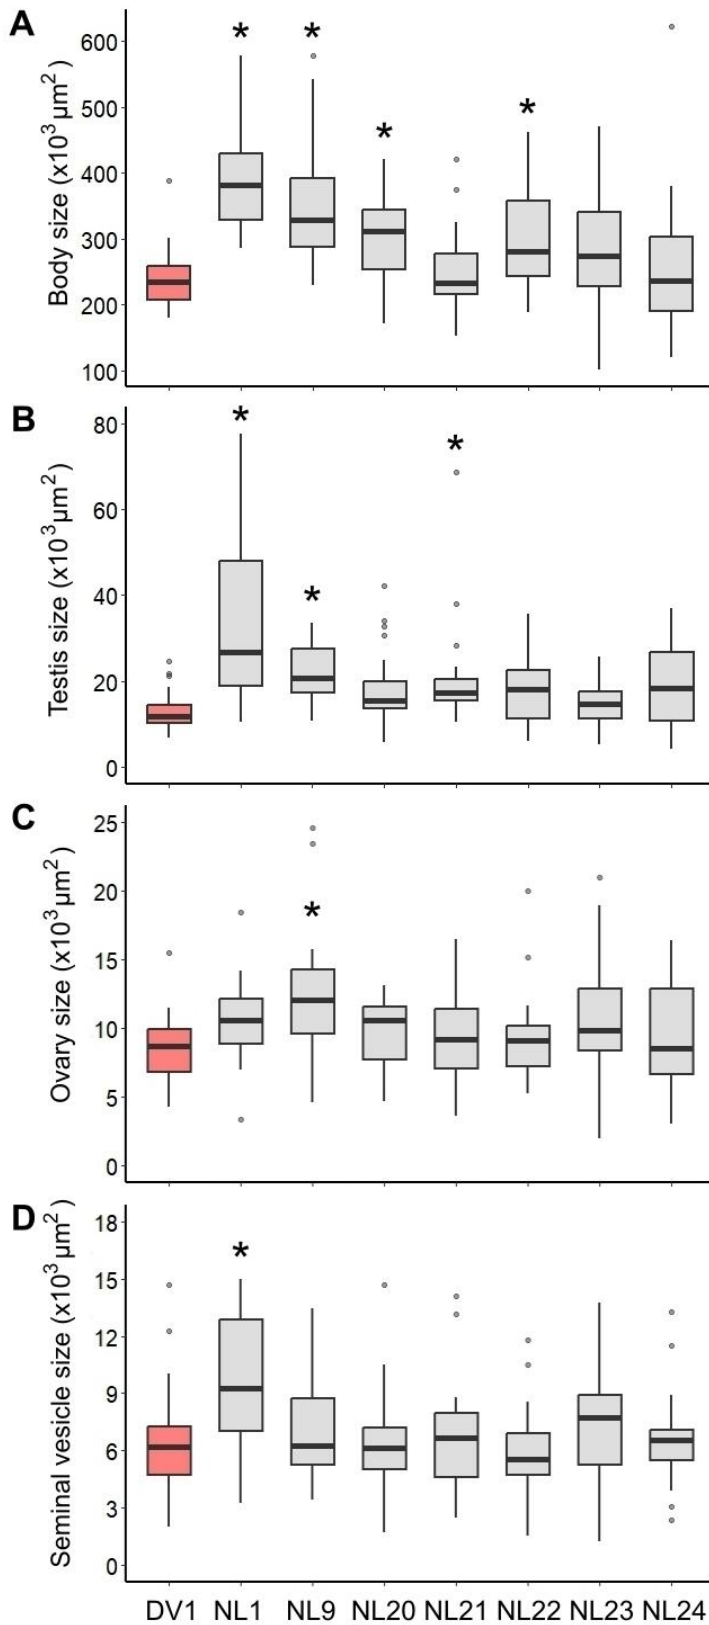 A
Body size (x10³ µm²)
600
500
400
300
200
100
* * * *
B
Testis size (x10³ µm²)
80
60
40
20
0
* * *
C
Ovary size (x10³ µm²)
25
20
15
10
5
0
*
D
Seminal vesicle size (x10³ µm²)
18
15
12
9
6
3
0
*
DV1 NL1 NL9 NL20 NL21 NL22 NL23 NL24